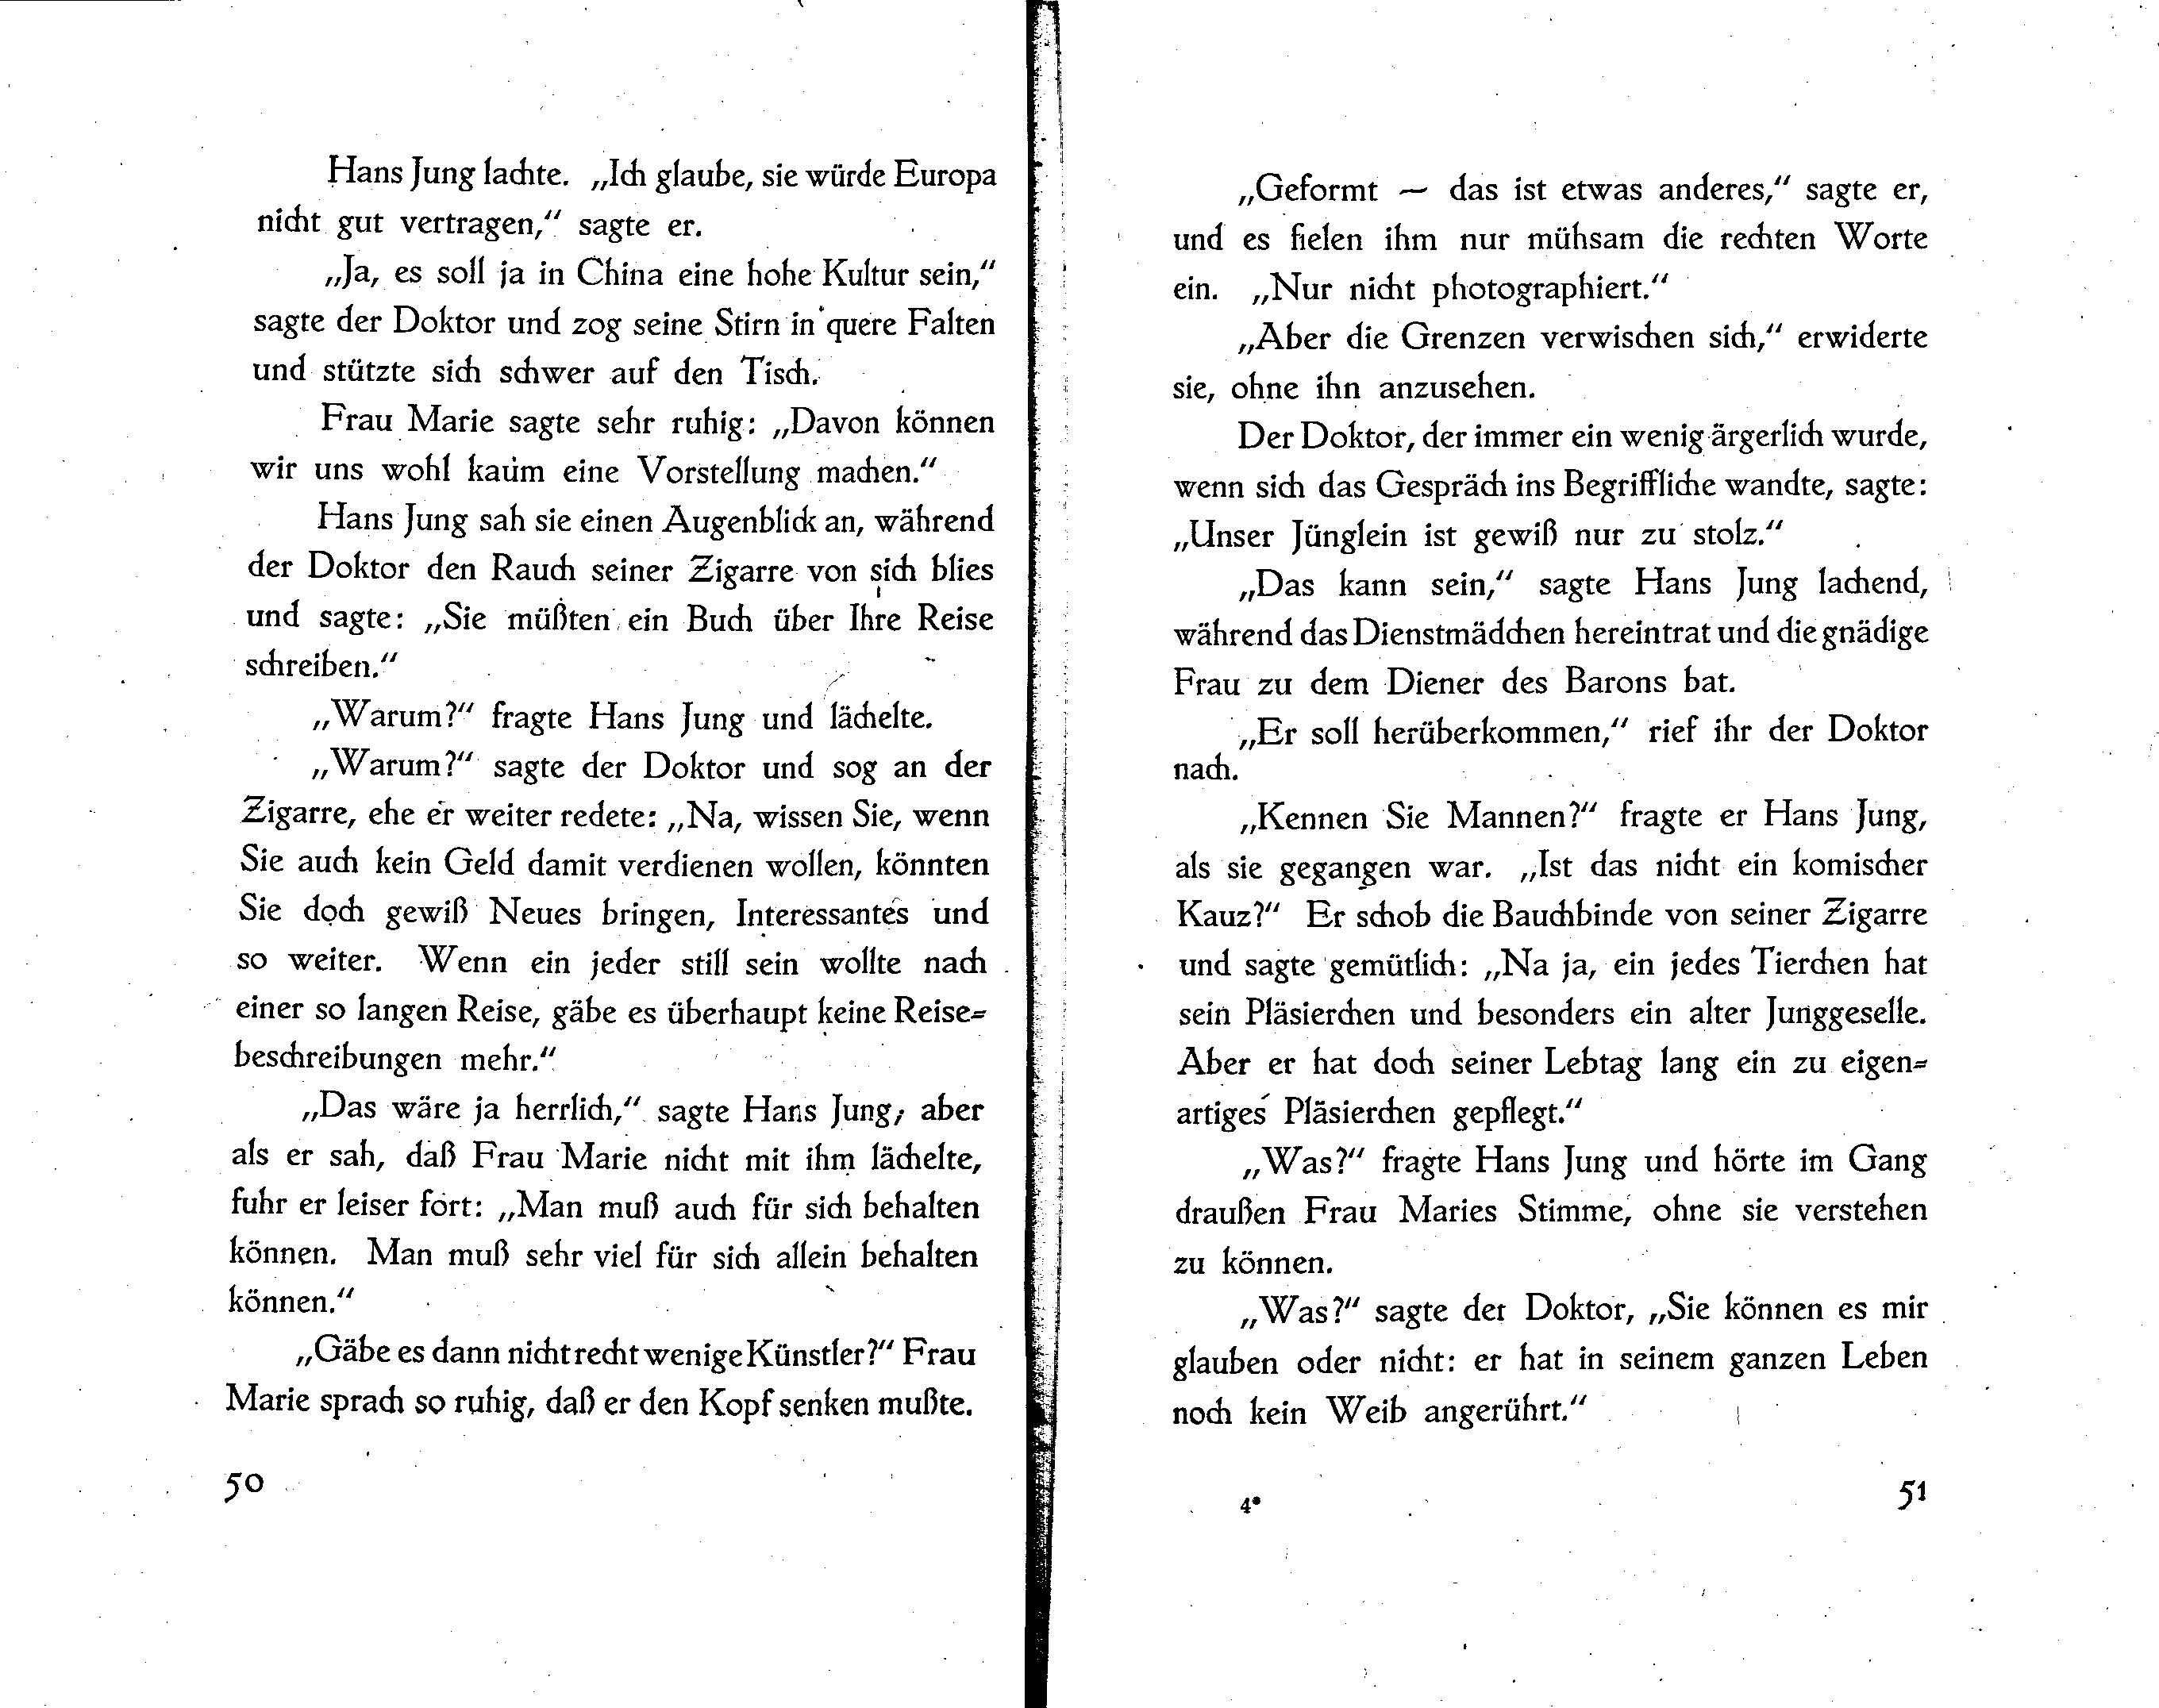 Hans Jung lachte. „Ich glaube, sie würde Europa
nicht gut vertragen,“ sagte er.
„Ja, es soll ja in China eine hohe Kultur sein,“
sagte der Doktor und zog seine Stirn in quere Falten
und stützte sich schwer auf den Tisch.
Frau Marie sagte sehr ruhig: „Davon können
wir uns wohl kaum eine Vorstellung machen.“
Hans Jung sah sie einen Augenblick an, während
der Doktor den Rauch seiner Zigarre von sich blies
und sagte: „Sie müßten ein Buch über Ihre Reise
schreiben.“
„Warum?“ fragte Hans Jung und lächelte.
„Warum?“ sagte der Doktor und sog an der
Zigarre, ehe er weiter redete: „Na, wissen Sie, wenn
Sie auch kein Geld damit verdienen wollen, könnten
Sie doch gewiß Neues bringen, Interessantes und
so weiter. Wenn ein jeder still sein wollte nach
einer so langen Reise, gäbe es überhaupt keine Reise=
beschreibungen mehr.“
„Das wäre ja herrlich,“ sagte Hans Jung, aber
als er sah, daß Frau Marie nicht mit ihm lächelte,
fuhr er leiser fort: „Man muß auch für sich behalten
können. Man muß sehr viel für sich allein behalten
können.“
„Gäbe es dann nicht recht wenige Künstler?“ Frau
Marie sprach so ruhig, daß er den Kopf senken mußte.
50
„Geformt — das ist etwas anderes,“ sagte er,
und es fielen ihm nur mühsam die rechten Worte
ein. „Nur nicht photographiert.“
„Aber die Grenzen verwischen sich,“ erwiderte
sie, ohne ihn anzusehen.
Der Doktor, der immer ein wenig ärgerlich wurde,
wenn sich das Gespräch ins Begriffliche wandte, sagte:
„Unser Jünglein ist gewiß nur zu stolz.“
„Das kann sein,“ sagte Hans Jung lachend,
während das Dienstmädchen hereintrat und die gnädige
Frau zu dem Diener des Barons bat.
„Er soll herüberkommen,“ rief ihr der Doktor
nach.
„Kennen Sie Mannen?“ fragte er Hans Jung,
als sie gegangen war. „Ist das nicht ein komischer
Kauz?“ Er schob die Bauchbinde von seiner Zigarre
und sagte gemütlich: „Na ja, ein jedes Tierchen hat
sein Pläsierchen und besonders ein alter Junggeselle.
Aber er hat doch seiner Lebtag lang ein zu eigen=
artiges Pläsierchen gepflegt.“
„Was?“ fragte Hans Jung und hörte im Gang
draußen Frau Maries Stimme, ohne sie verstehen
zu können.
„Was?“ sagte der Doktor, „Sie können es mir
glauben oder nicht: er hat in seinem ganzen Leben
noch kein Weib angerührt.“
4*
51